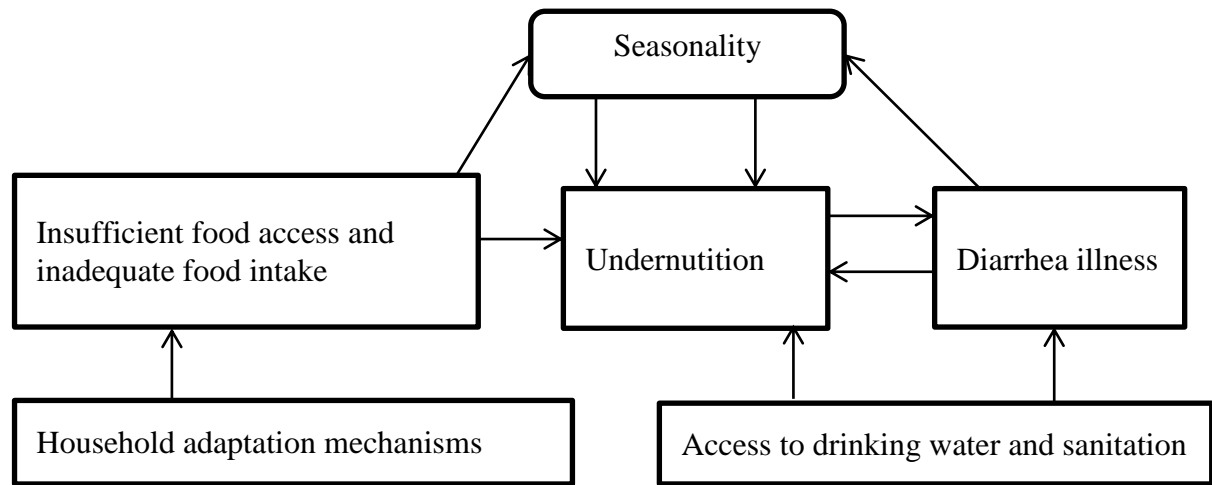 Seasonality
Insufficient food access and
inadequate food intake
Undernutition
Diarrhea illness
Household adaptation mechanisms
Access to drinking water and sanitation